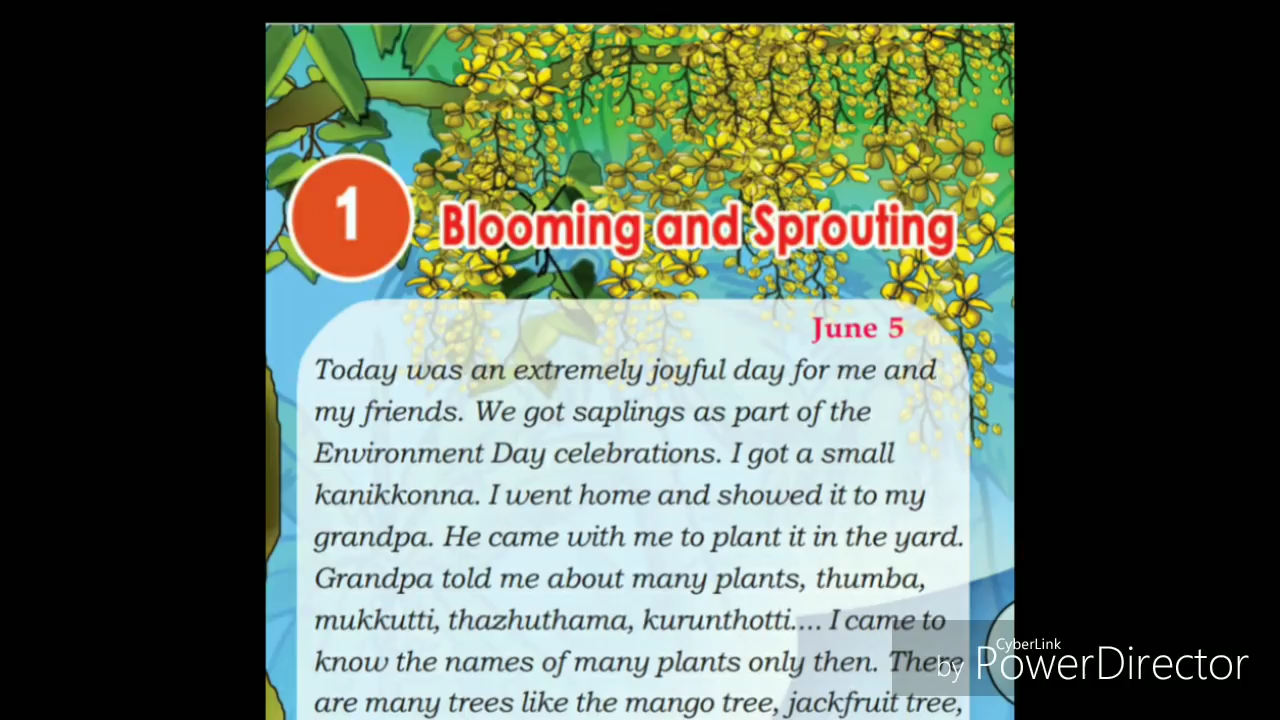 1
Blooming and Sprouting
June 5
Today was an extremely joyful day for me and
my friends. We got saplings as part of the
Environment Day celebrations. I got a small
kanikkonna. I went home and showed it to my
grandpa. He came with me to plant it in the yard.
Grandpa told me about many plants, thumba,
mukkutti, thazhuthama, kurunthotti.... I came to
know the names of many plants only then. There
are many trees like the mango tree, jackfruit tree,
CyberLink
by PowerDirector